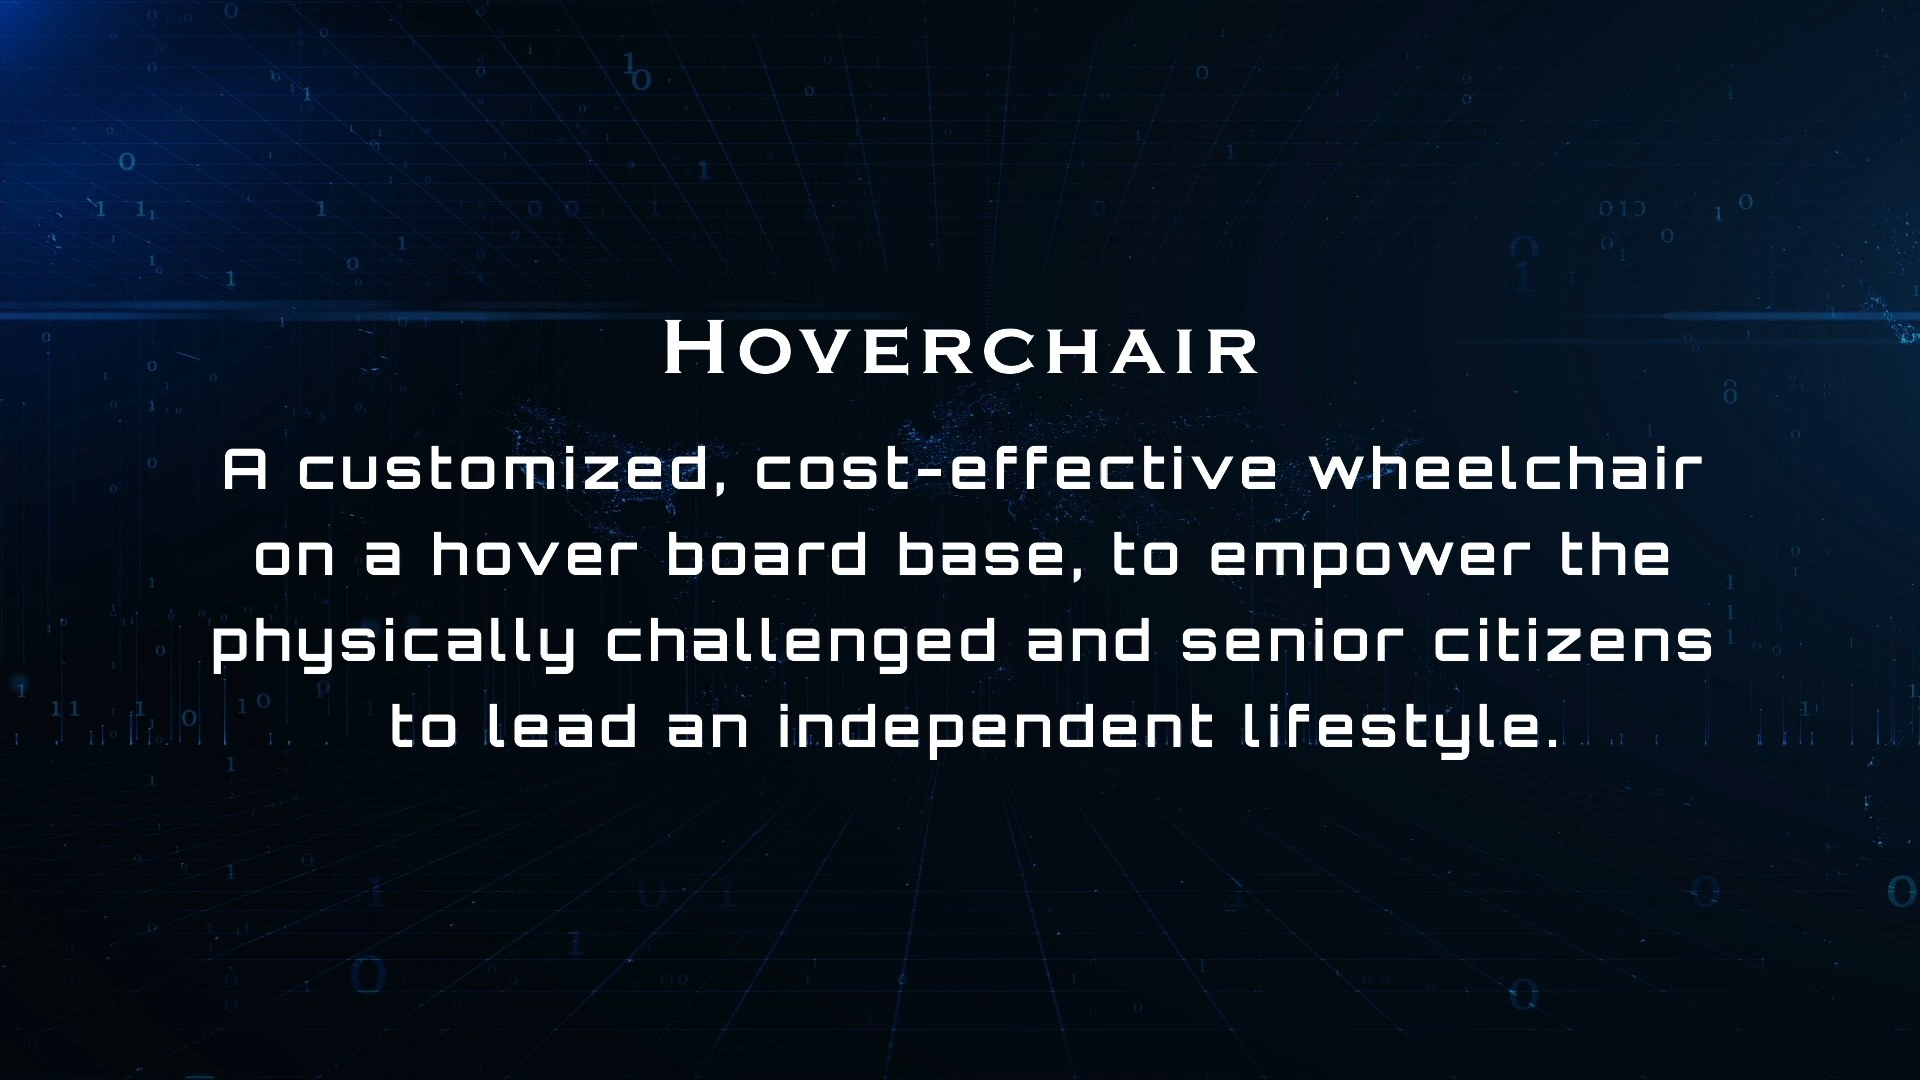 Hoverchair
A customized, cost-effective wheelchair
on a hover board base, to empower the
physically challenged and senior citizens
to lead an independent lifestyle.